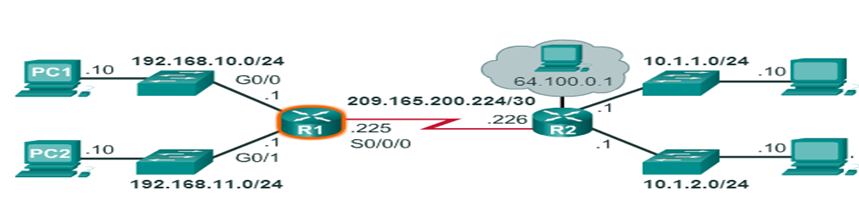 192.168.10.0/24
10.1.1.0/24
PC1
.10
G0/0
64.100.0.1
.10
.1
209.165.200.224/30
.1
R1
.225
.226
R2
S0/0/0
PC2
.10
.1
G0/1
.1
.10
192.168.11.0/24
10.1.2.0/24